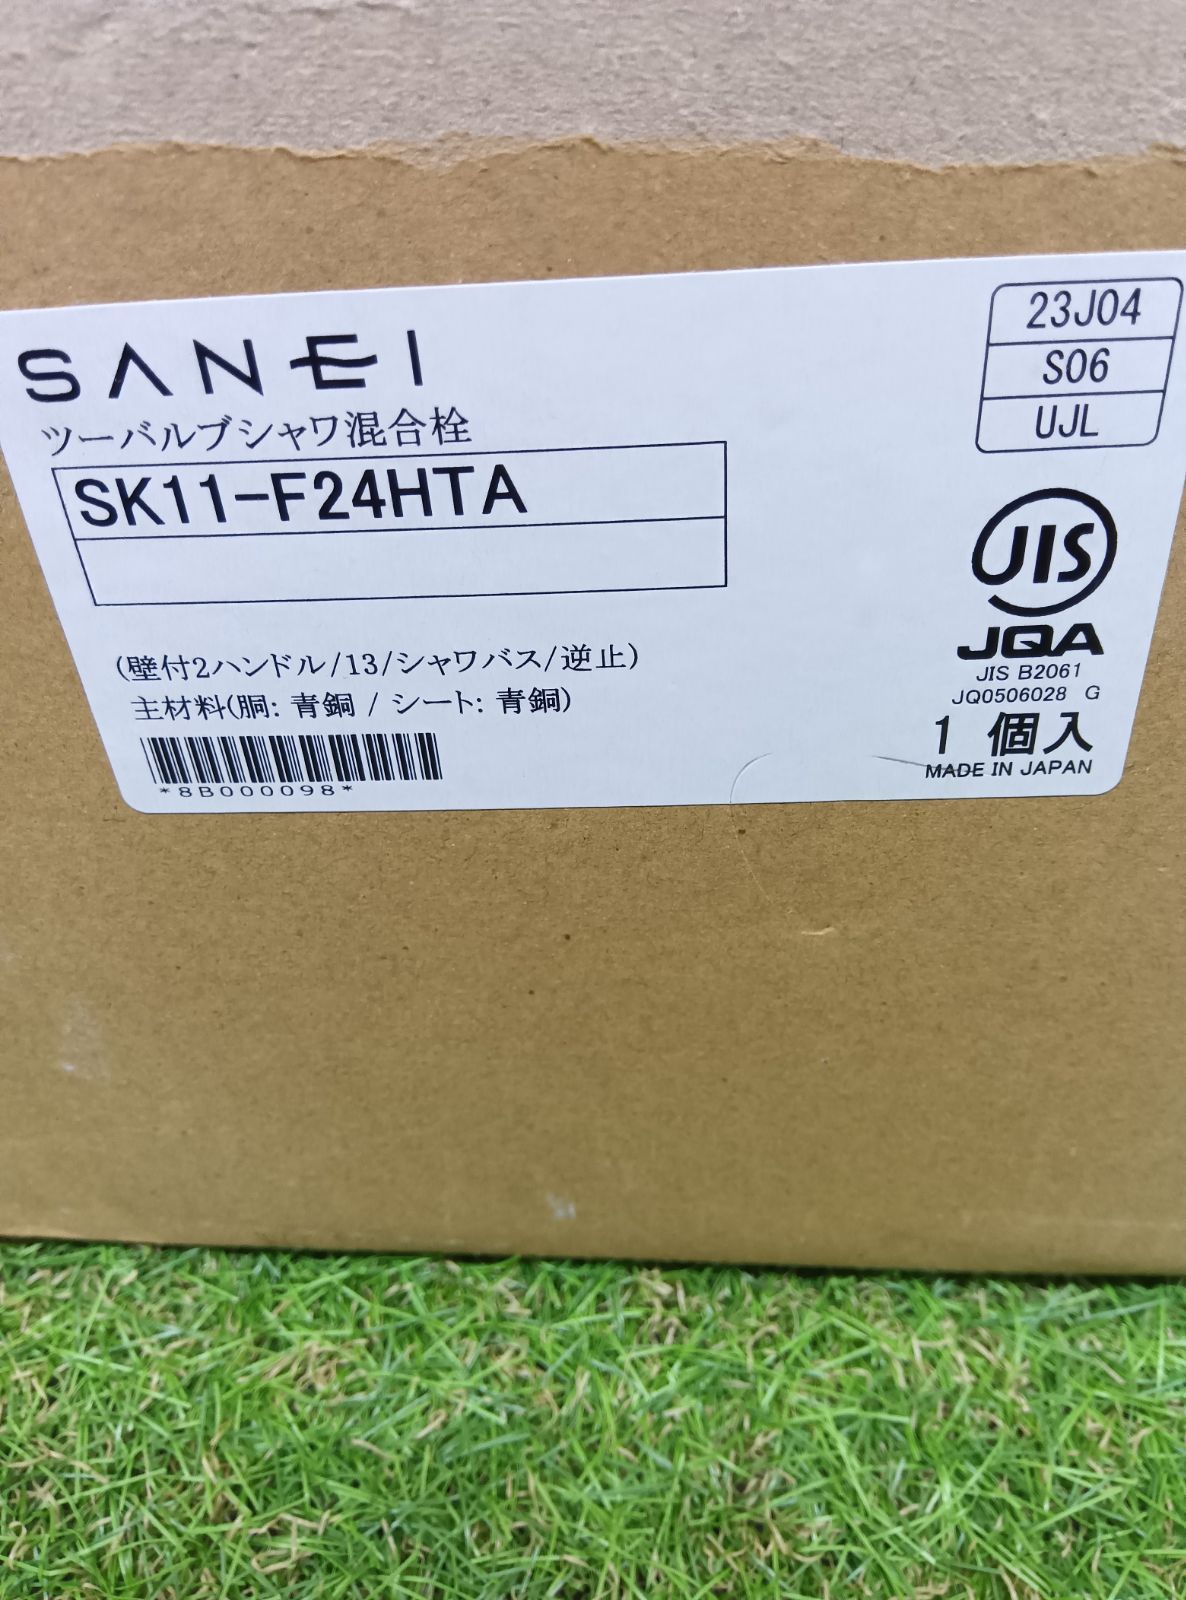 SANEI
ツーバルブシャワ混合栓
SK11-F24HTA
(壁付2ハンドル/13/シャワバス/逆止)
主材料(胴: 青銅 / シート: 青銅)
*8B000098*
23J04
S06
UJL
JIS
JQA
JIS B2061
JQ0506028 G
1 個入
MADE IN JAPAN